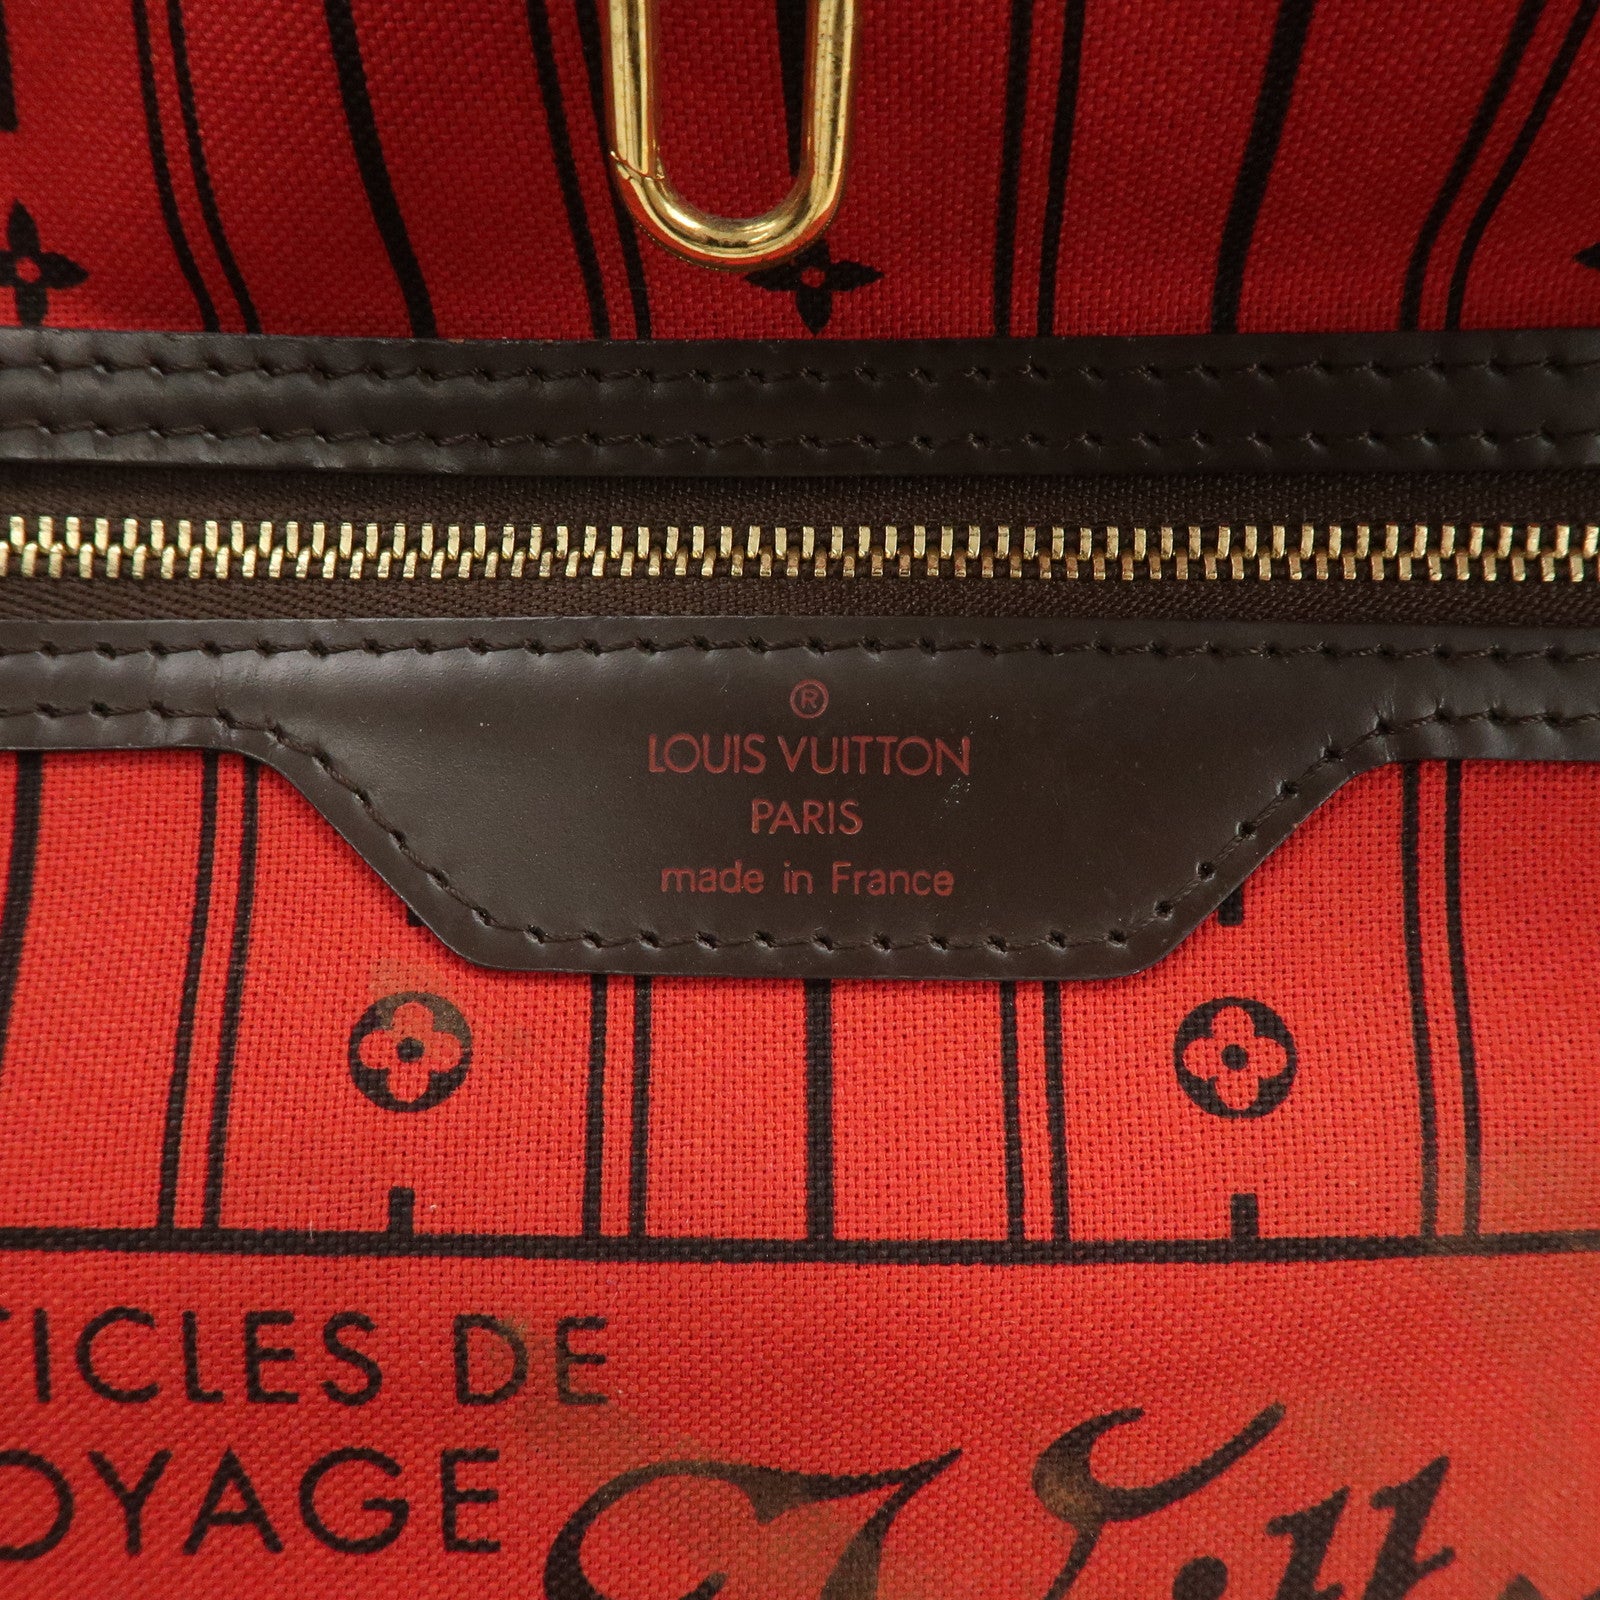 ®
LOUIS VUITTON
PARIS
made in France
TICLES DE
OYAGE